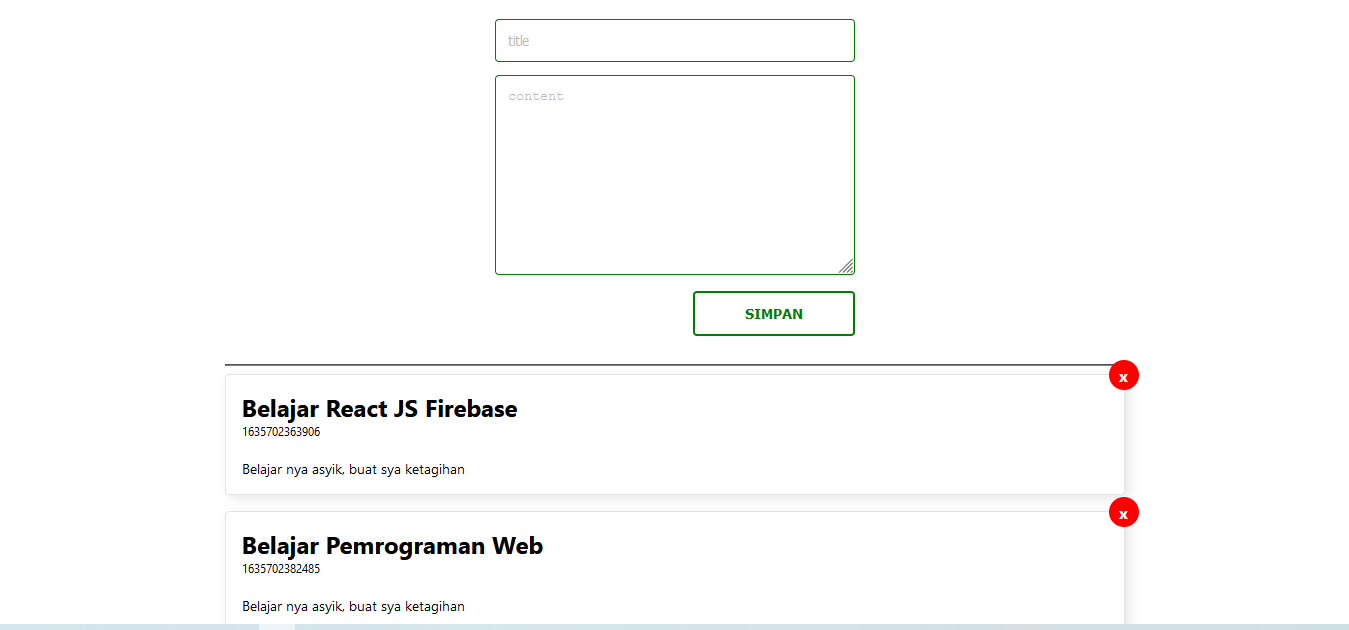 title
content
SIMPAN
x
Belajar React JS Firebase
1635702363906
Belajar nya asyik, buat sya ketagihan
x
Belajar Pemrograman Web
1635702382485
Belajar nya asyik, buat sya ketagihan